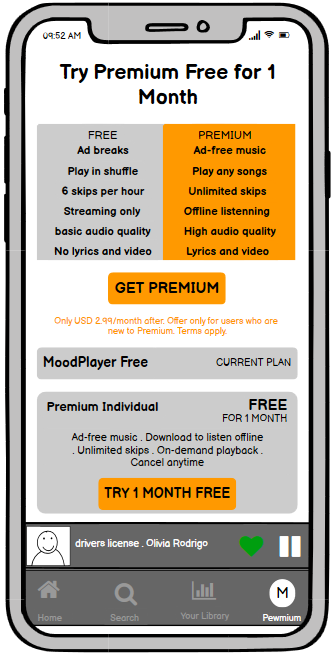 09:52 AM
Try Premium Free for 1
Month
FREE PREMIUM
Ad breaks Ad-free music
Play in shuffle Play any songs
6 skips per hour Unlimited skips
Streaming only Offline listenning
basic audio quality High audio quality
No lyrics and video Lyrics and video
GET PREMIUM
Only USD 2.99/month after. Offer only for users who are
new to Premium. Terms apply.
MoodPlayer Free CURRENT PLAN
Premium Individual FREE
FOR 1 MONTH
Ad-free music . Download to listen offline
. Unlimited skips . On-demand playback .
Cancel anytime
TRY 1 MONTH FREE
drivers license . Olivia Rodrigo
M
Home Search Your Library Pewmium